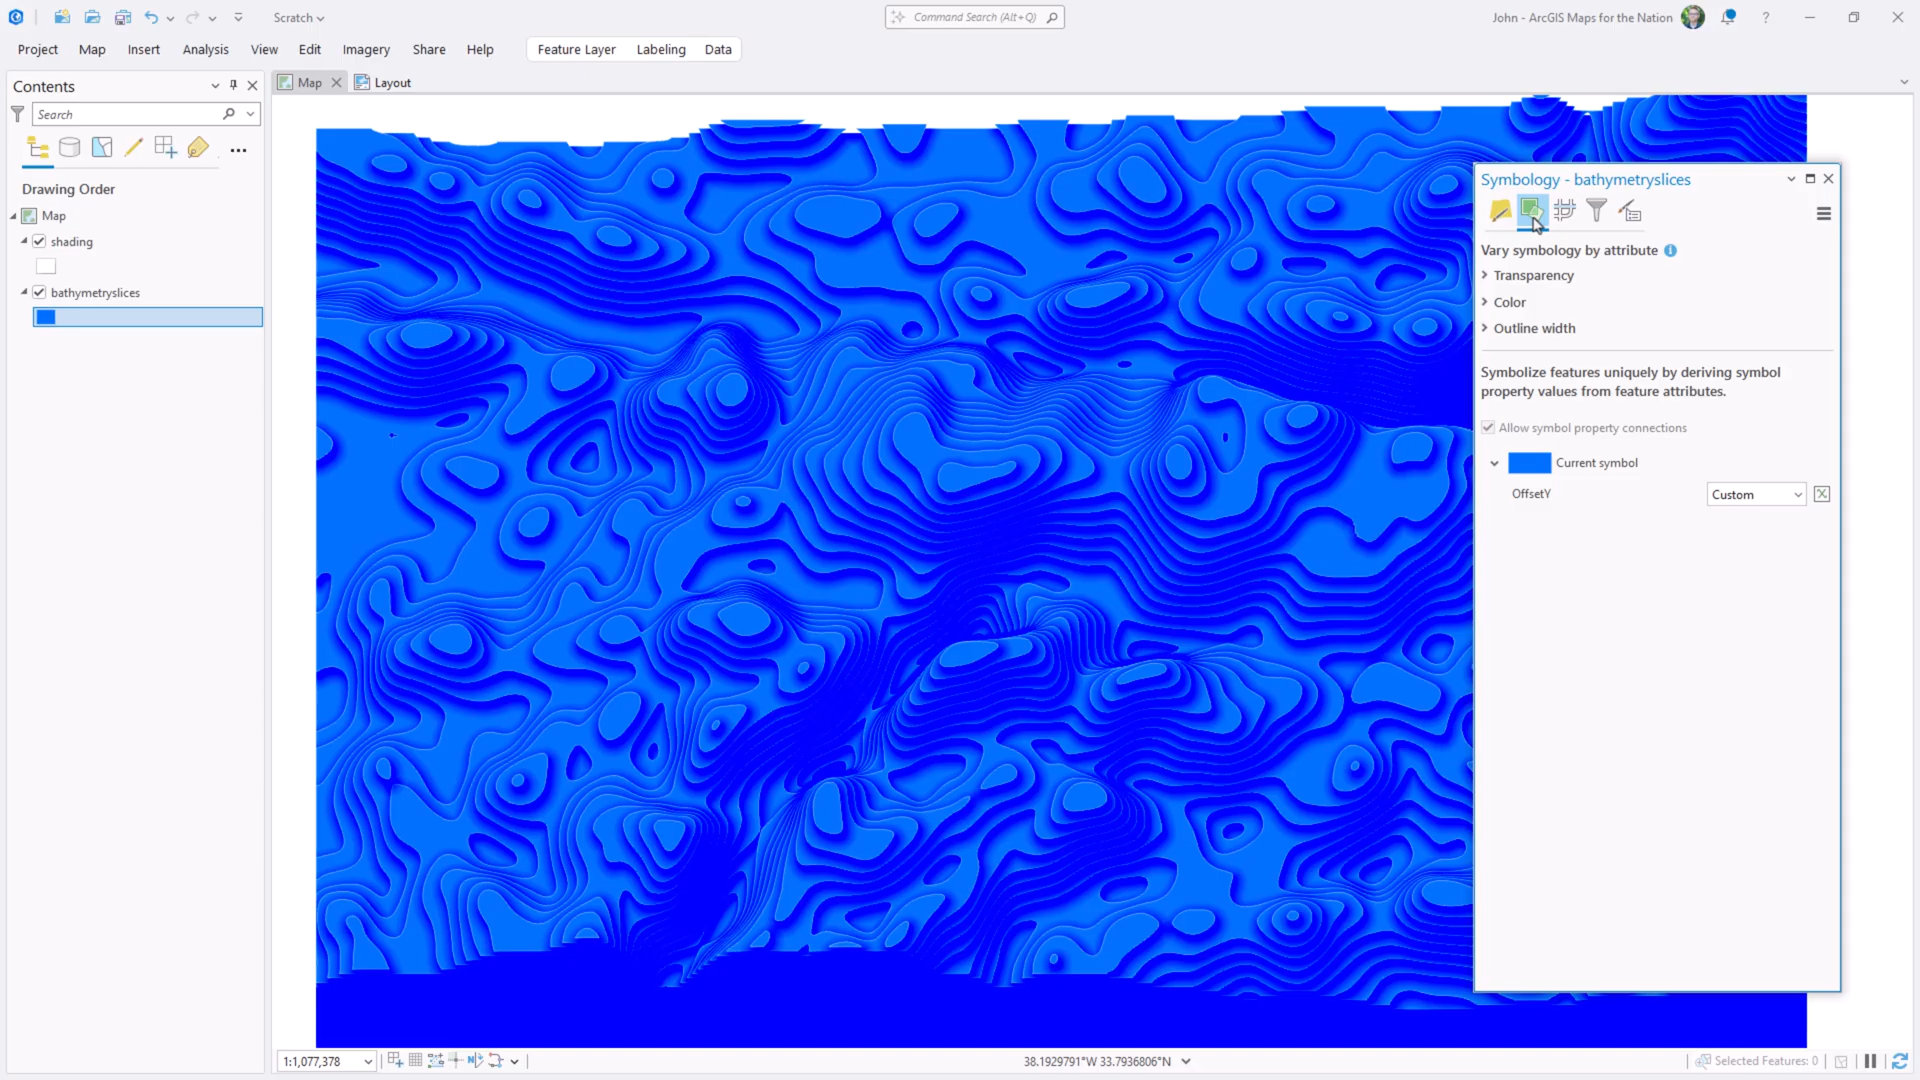 Scratch
Command Search (Alt+Q)
John - ArcGIS Maps for the Nation
?
Project
Map
Insert
Analysis
View
Edit
Imagery
Share
Help
Feature Layer
Labeling
Data
Contents
Search
Drawing Order
Map
shading
bathymetryslices
Map
Layout
Symbology - bathymetryslices
Vary symbology by attribute
Transparency
Color
Outline width
Symbolize features uniquely by deriving symbol
property values from feature attributes.
Allow symbol property connections
Current symbol
OffsetY
Custom
1:1,077,378
38.1929791°W 33.7936806°N
Selected Features: 0